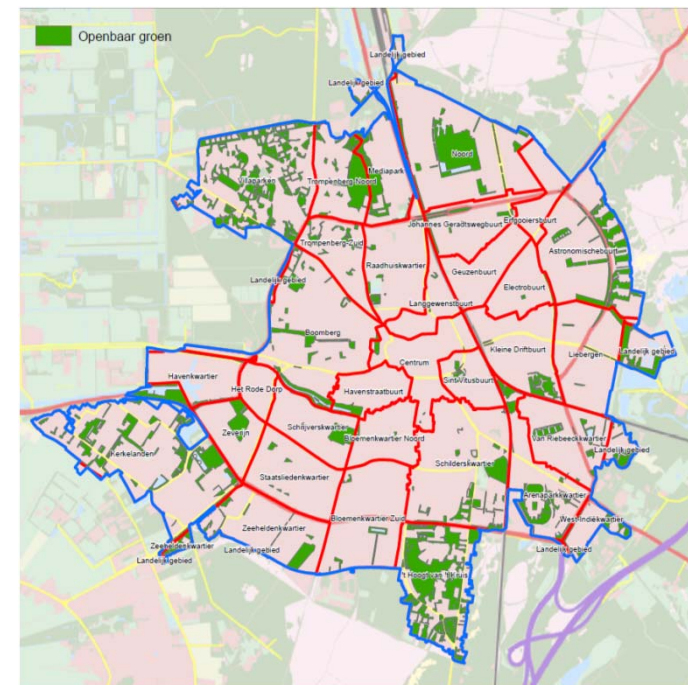 Openbaar groen
Landelijk gebied
Landelijk gebied
Noord
Mediapark
Villaparken
Trompenberg Noord
Johannes Geradtswegbuurt
Erfgooiersbuurt
Trompenberg-Zuid
Astronomischebuurt
Raadhuiskwartier
Geuzenbuurt
Landelijk gebied
Electrobuurt
Langgewenstbuurt
Boomberg
Kleine Driftbuurt
Liebergen
Landelijk gebied
Centrum
Havenkwartier
Sint Vitusbuurt
Het Rode Dorp
Havenstraatbuurt
Schrijverskwartier
Zeverijn
Bloemenkwartier Noord
Van Riebeeckkwartier
Kerkelanden
Landelijk gebied
Schilderskwartier
Staatsliedenkwartier
Arenaparkkwartier
Bloemenkwartier Zuid
West-Indiëkwartier
Zeeheldenkwartier
Zeeheldenkwartier
Landelijk gebied
Landelijk gebied
Landelijk gebied
't Hoogt van 't Kruis